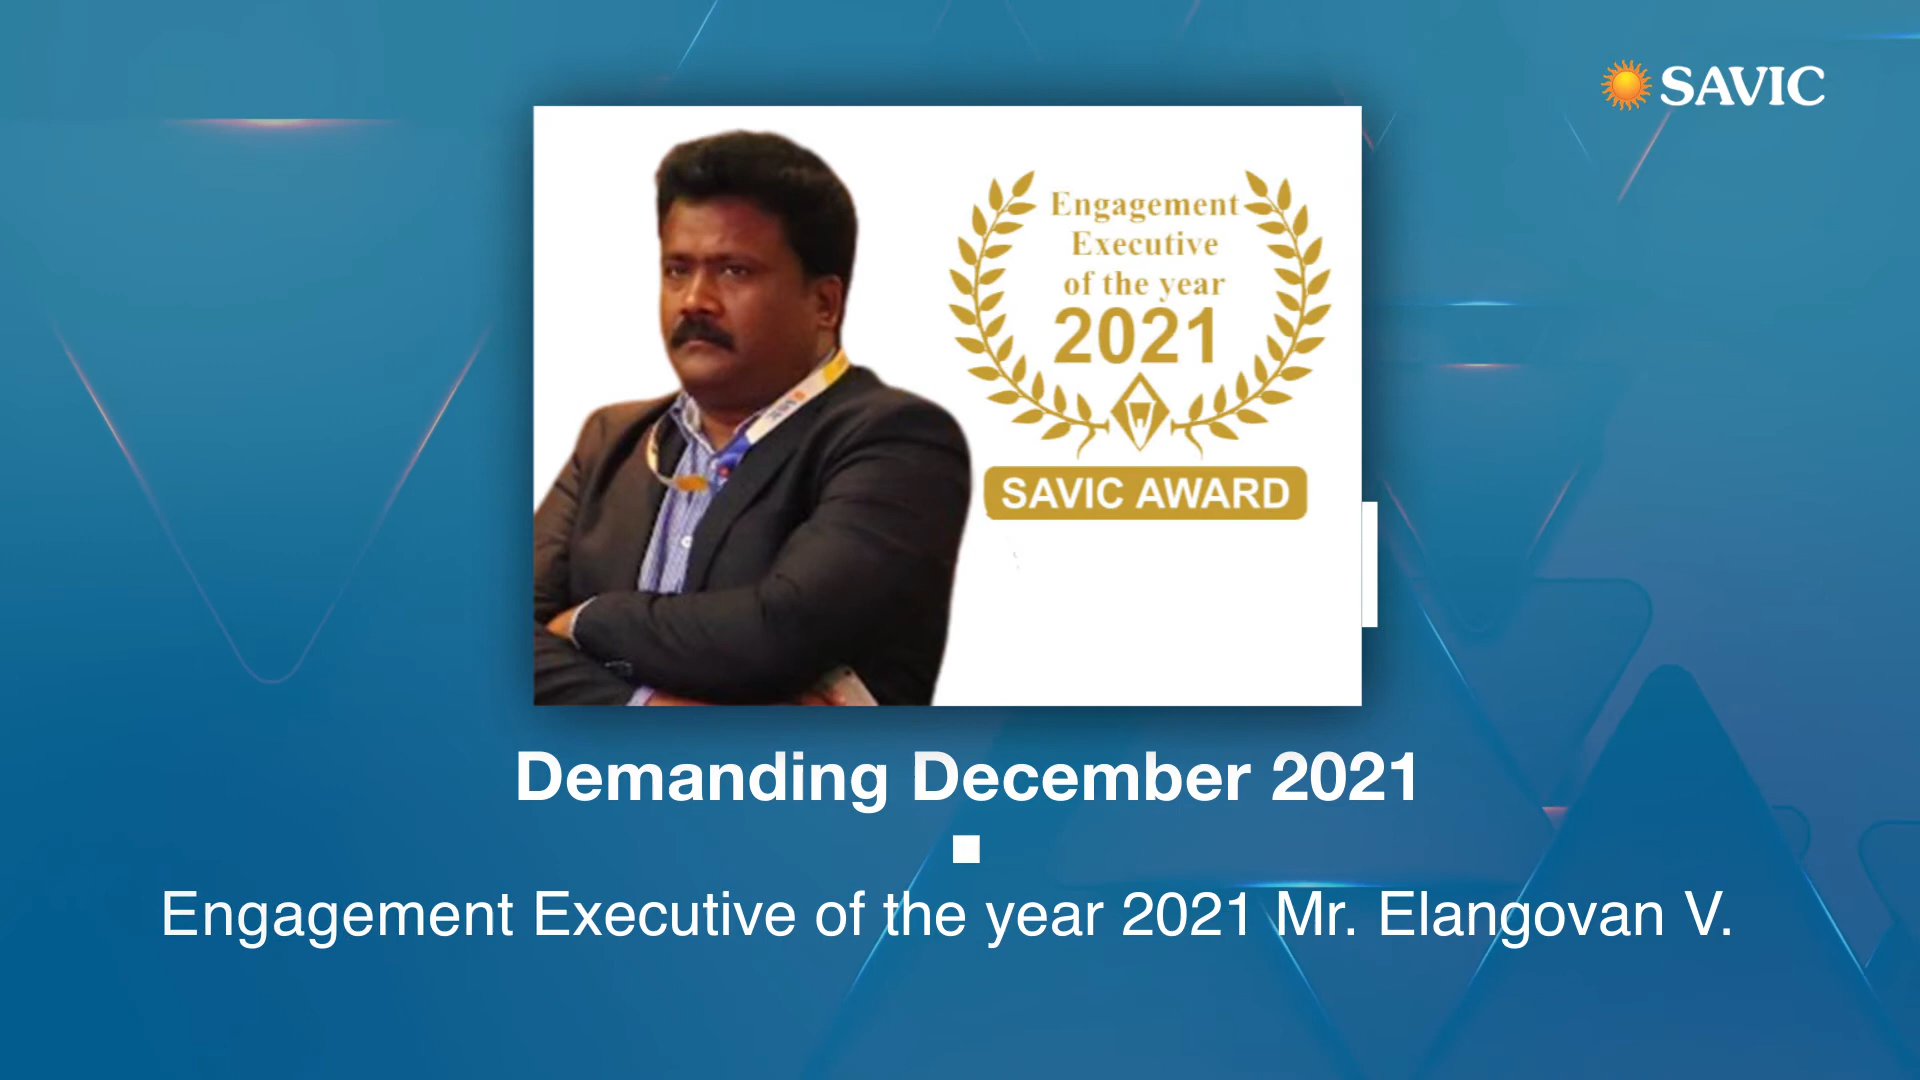 SAVIC
Engagement
Executive
of the year
2021
SAVIC AWARD
Demanding December 2021
Engagement Executive of the year 2021 Mr. Elangovan V.